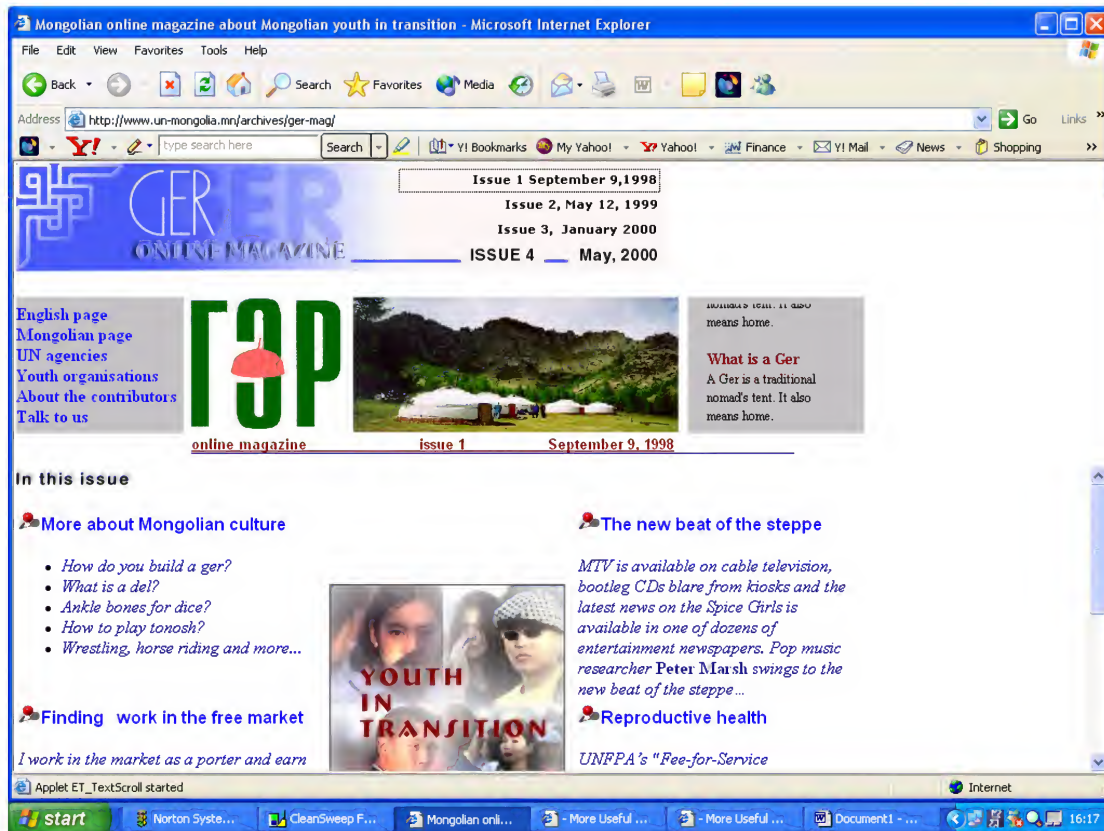 Mongolian online magazine about Mongolian youth in transition - Microsoft Internet Explorer
File Edit View Favorites Tools Help
Back Search Favorites Media
Address http://www.un-mongolia.mn/archives/ger-mag/ Go Links »
Y! type search here Search Y! Bookmarks My Yahoo! Yahoo! Finance Y! Mail News Shopping »
GER
ONLINE MAGAZINE
Issue 1 September 9,1998
Issue 2, May 12, 1999
Issue 3, January 2000
ISSUE 4 May, 2000
English page
Mongolian page
UN agencies
Youth organisations
About the contributors
Talk to us
ГЭР
nomad's tent. It also
means home.
What is a Ger
A Ger is a traditional
nomad's tent. It also
means home.
online magazine issue 1 September 9, 1998
In this issue
More about Mongolian culture
• How do you build a ger?
• What is a del?
• Ankle bones for dice?
• How to play tonosh?
• Wrestling, horse riding and more...
Finding work in the free market
I work in the market as a porter and earn
YOUTH
IN
TRANSITION
The new beat of the steppe
MTV is available on cable television,
bootleg CDs blare from kiosks and the
latest news on the Spice Girls is
available in one of dozens of
entertainment newspapers. Pop music
researcher Peter Marsh swings to the
new beat of the steppe...
Reproductive health
UNFPA's "Fee-for-Service
Applet ET_TextScroll started Internet
start Norton Syste... CleanSweep F... Mongolian onli... - More Useful ... - More Useful ... Document1 - ... 16:17